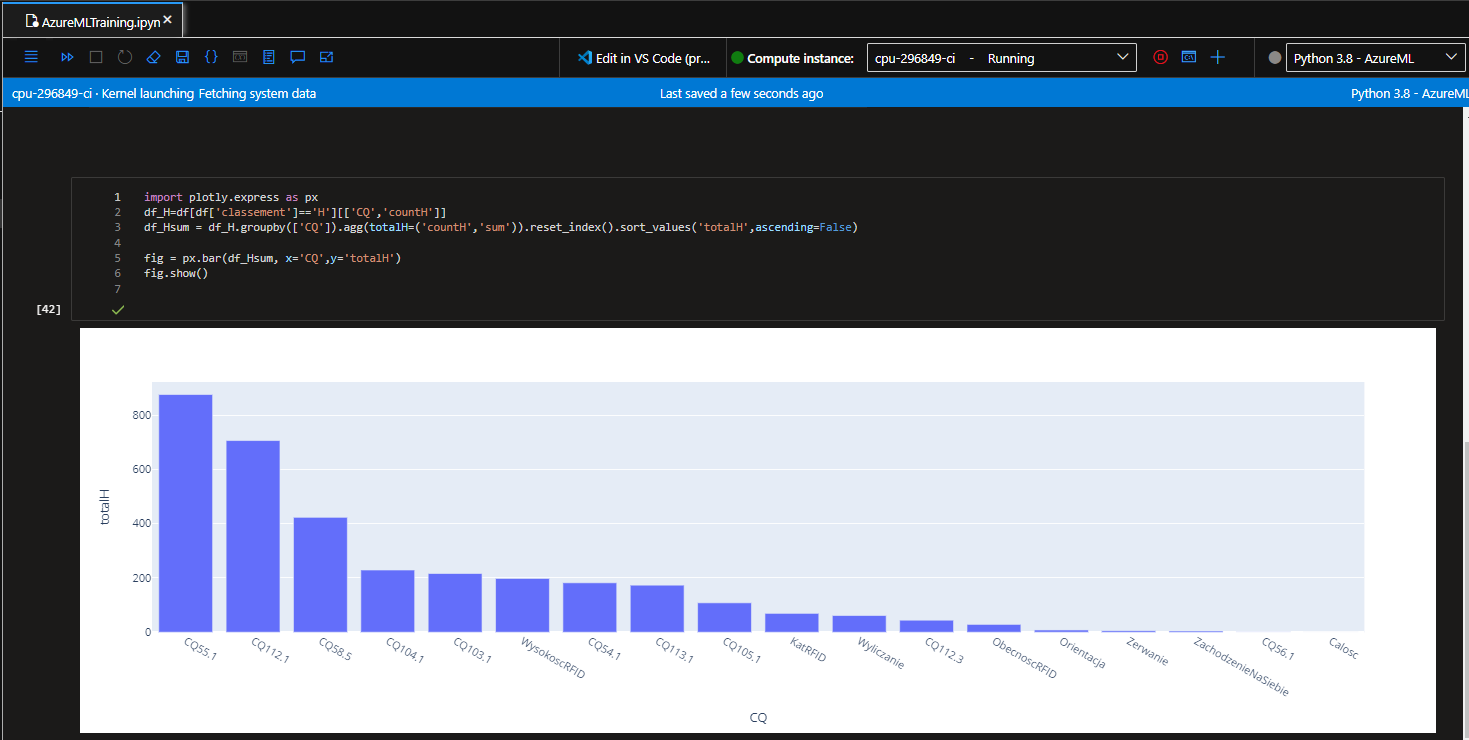 AzureMLTraining.ipyn
Edit in VS Code (pr...
Compute instance:
cpu-296849-ci - Running
Python 3.8 - AzureML
cpu-296849-ci · Kernel launching Fetching system data
Last saved a few seconds ago
Python 3.8 - AzureML
1 import plotly.express as px
2 df_H=df[df['classement']=='H'][['CQ','countH']]
3 df_Hsum = df_H.groupby(['CQ']).agg(totalH=('countH','sum')).reset_index().sort_values('totalH',ascending=False)
4
5 fig = px.bar(df_Hsum, x='CQ',y='totalH')
6 fig.show()
7
[42]
800
600
400
200
0
totalH
CQ55.1
CQ112.1
CQ58.5
CQ104.1
CQ103.1
WysokoscRFID
CQ54.1
CQ113.1
CQ105.1
KatRFID
Wyliczanie
CQ112.3
ObecnoscRFID
Orientacja
Zerwanie
ZachodzenieNaSiebie
CQ56.1
Calosc
CQ